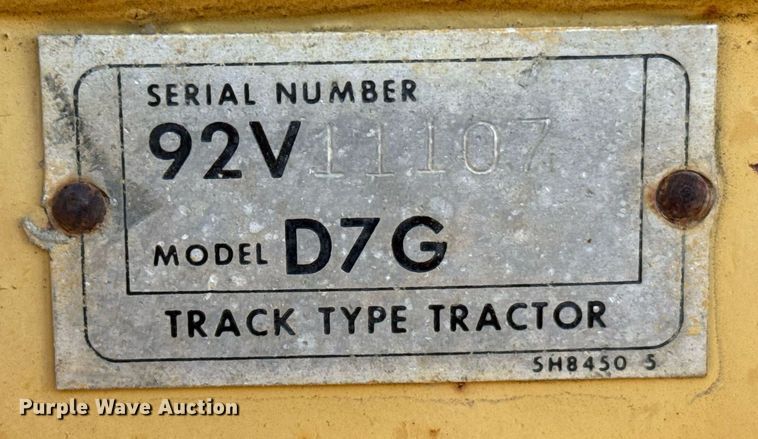 SERIAL NUMBER
92V11107
MODEL D7G
TRACK TYPE TRACTOR
5H8450 5
Purple Wave Auction